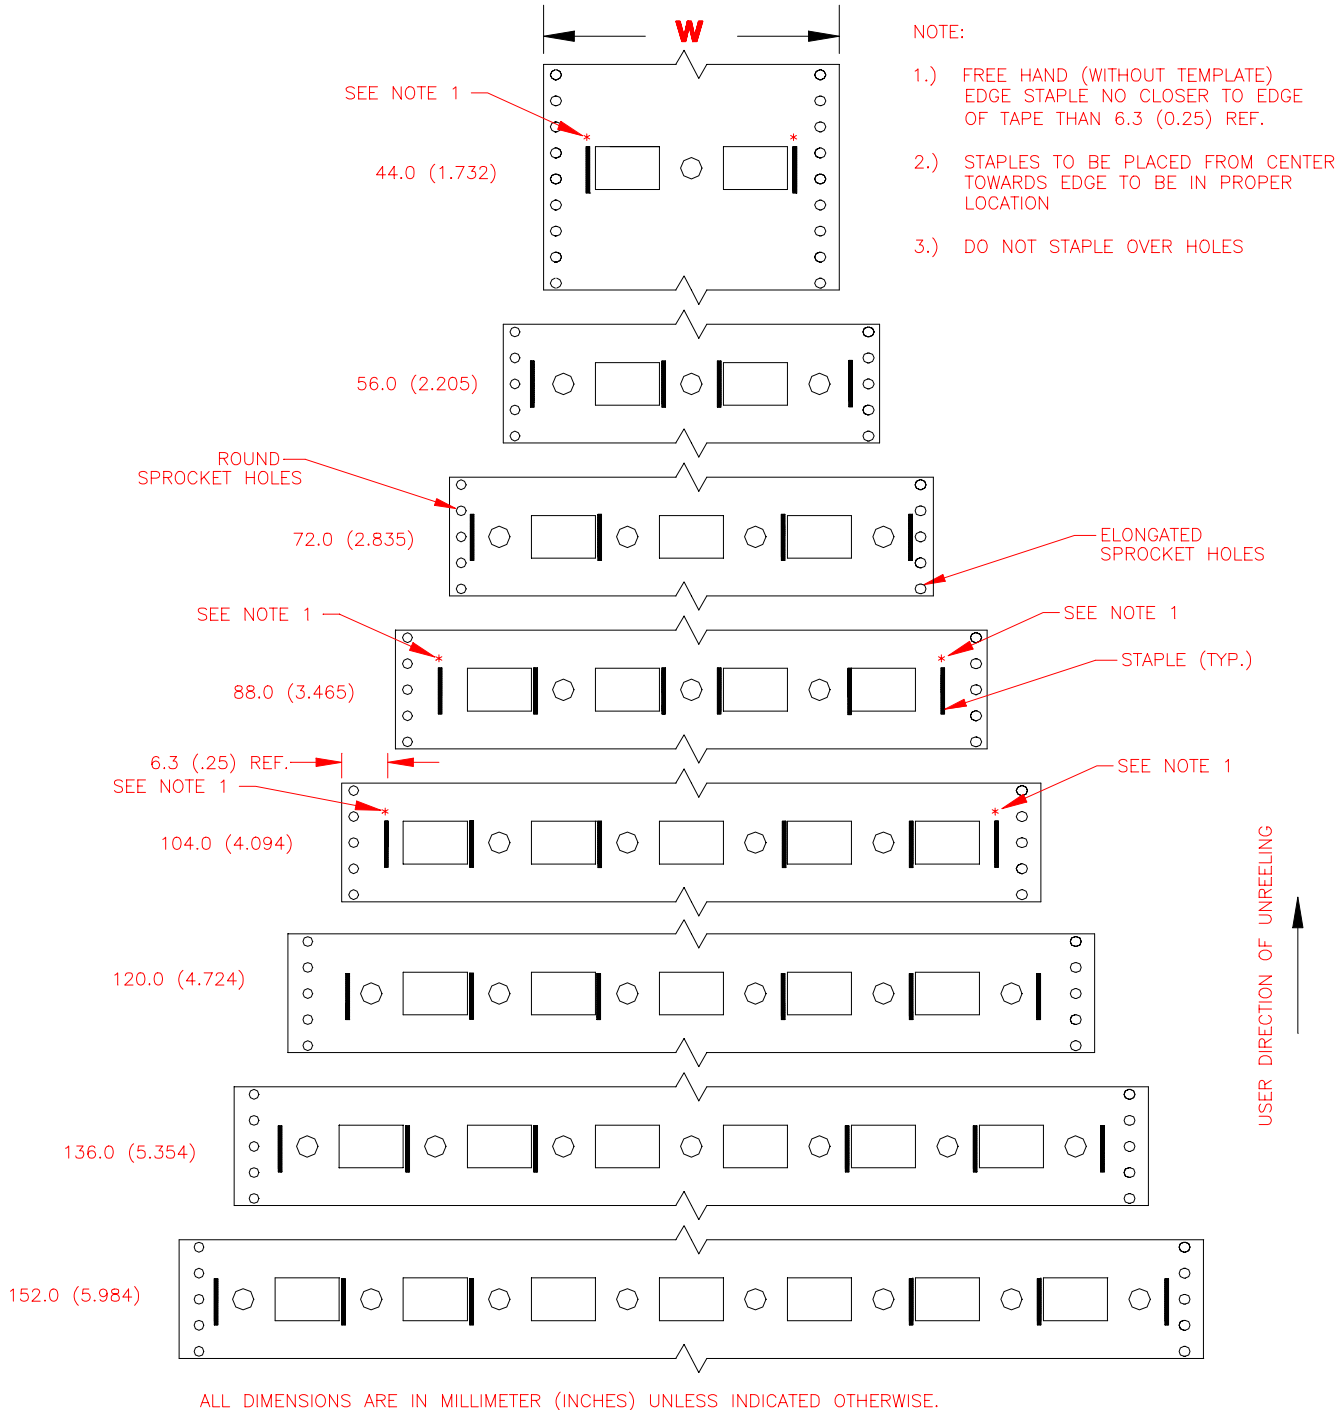 W
NOTE:
1.) FREE HAND (WITHOUT TEMPLATE)
EDGE STAPLE NO CLOSER TO EDGE
OF TAPE THAN 6.3 (0.25) REF.
2.) STAPLES TO BE PLACED FROM CENTER
TOWARDS EDGE TO BE IN PROPER
LOCATION
3.) DO NOT STAPLE OVER HOLES
SEE NOTE 1
* *
44.0 (1.732)
56.0 (2.205)
ROUND
SPROCKET HOLES
72.0 (2.835)
ELONGATED
SPROCKET HOLES
SEE NOTE 1
SEE NOTE 1
* *
STAPLE (TYP.)
88.0 (3.465)
6.3 (.25) REF.
SEE NOTE 1
SEE NOTE 1
* *
104.0 (4.094)
USER DIRECTION OF UNREELING
120.0 (4.724)
136.0 (5.354)
152.0 (5.984)
ALL DIMENSIONS ARE IN MILLIMETER (INCHES) UNLESS INDICATED OTHERWISE.